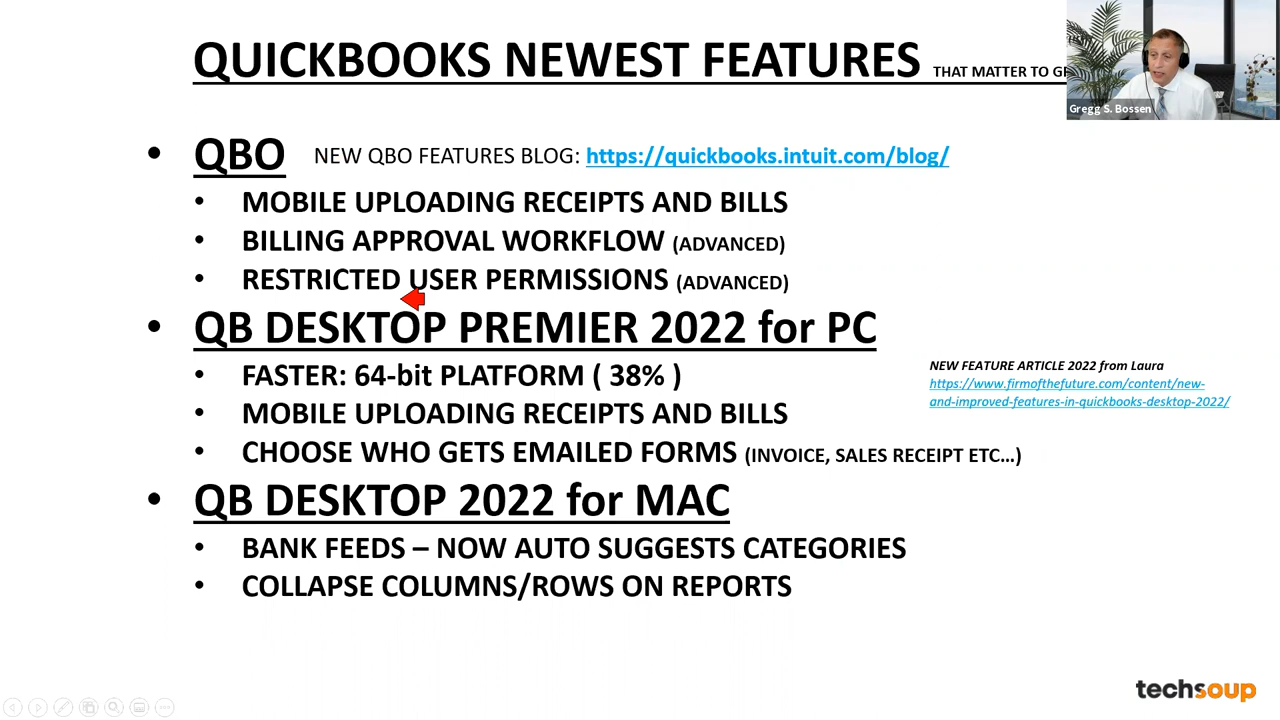 QUICKBOOKS NEWEST FEATURES THAT MATTER TO
Gregg S. Bossen
• QBO NEW QBO FEATURES BLOG: https://quickbooks.intuit.com/blog/
• MOBILE UPLOADING RECEIPTS AND BILLS
• BILLING APPROVAL WORKFLOW (ADVANCED)
• RESTRICTED USER PERMISSIONS (ADVANCED)
• QB DESKTOP PREMIER 2022 for PC
• FASTER: 64-bit PLATFORM ( 38% )
NEW FEATURE ARTICLE 2022 from Laura
https://www.firmofthefuture.com/content/new-
and-improved-features-in-quickbooks-desktop-2022/
• MOBILE UPLOADING RECEIPTS AND BILLS
• CHOOSE WHO GETS EMAILED FORMS (INVOICE, SALES RECEIPT ETC…)
• QB DESKTOP 2022 for MAC
• BANK FEEDS – NOW AUTO SUGGESTS CATEGORIES
• COLLAPSE COLUMNS/ROWS ON REPORTS
techsoup